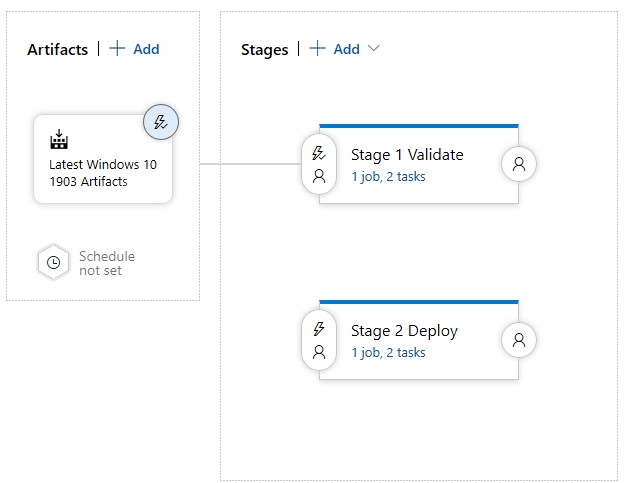 Artifacts | + Add
Latest Windows 10
1903 Artifacts
Schedule
not set
Stages | + Add
Stage 1 Validate
1 job, 2 tasks
Stage 2 Deploy
1 job, 2 tasks